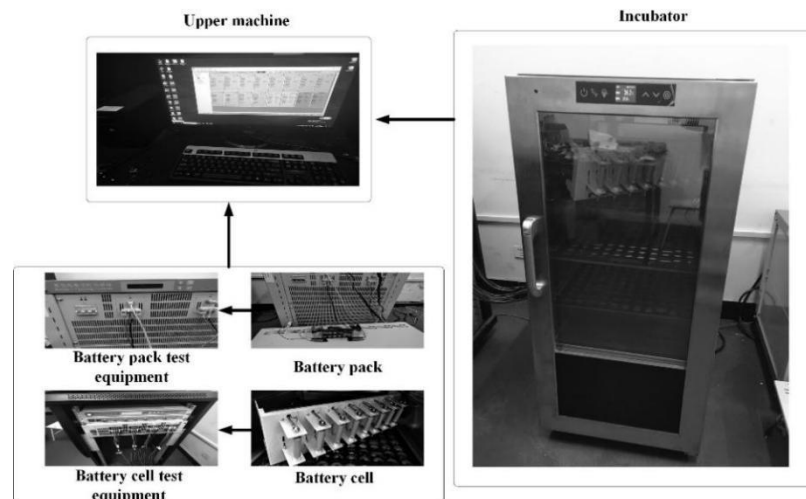 Upper machine
Incubator
Battery pack test
equipment
Battery pack
Battery cell test
equipment
Battery cell